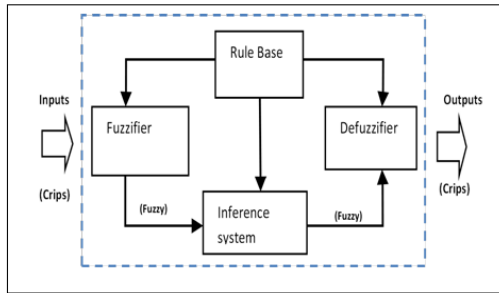 Rule Base
Inputs
Outputs
Fuzzifier
Defuzzifier
(Crips)
(Crips)
(Fuzzy)
(Fuzzy)
Inference
system